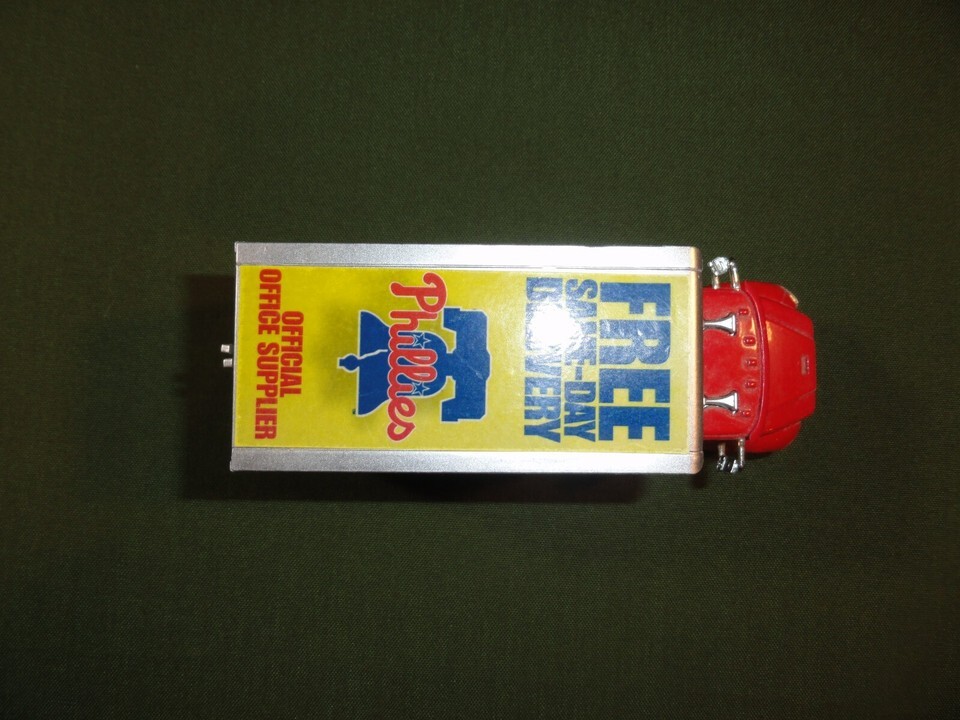 FREE
SAME-DAY
DELIVERY
Phillies
OFFICIAL
OFFICE SUPPLIER